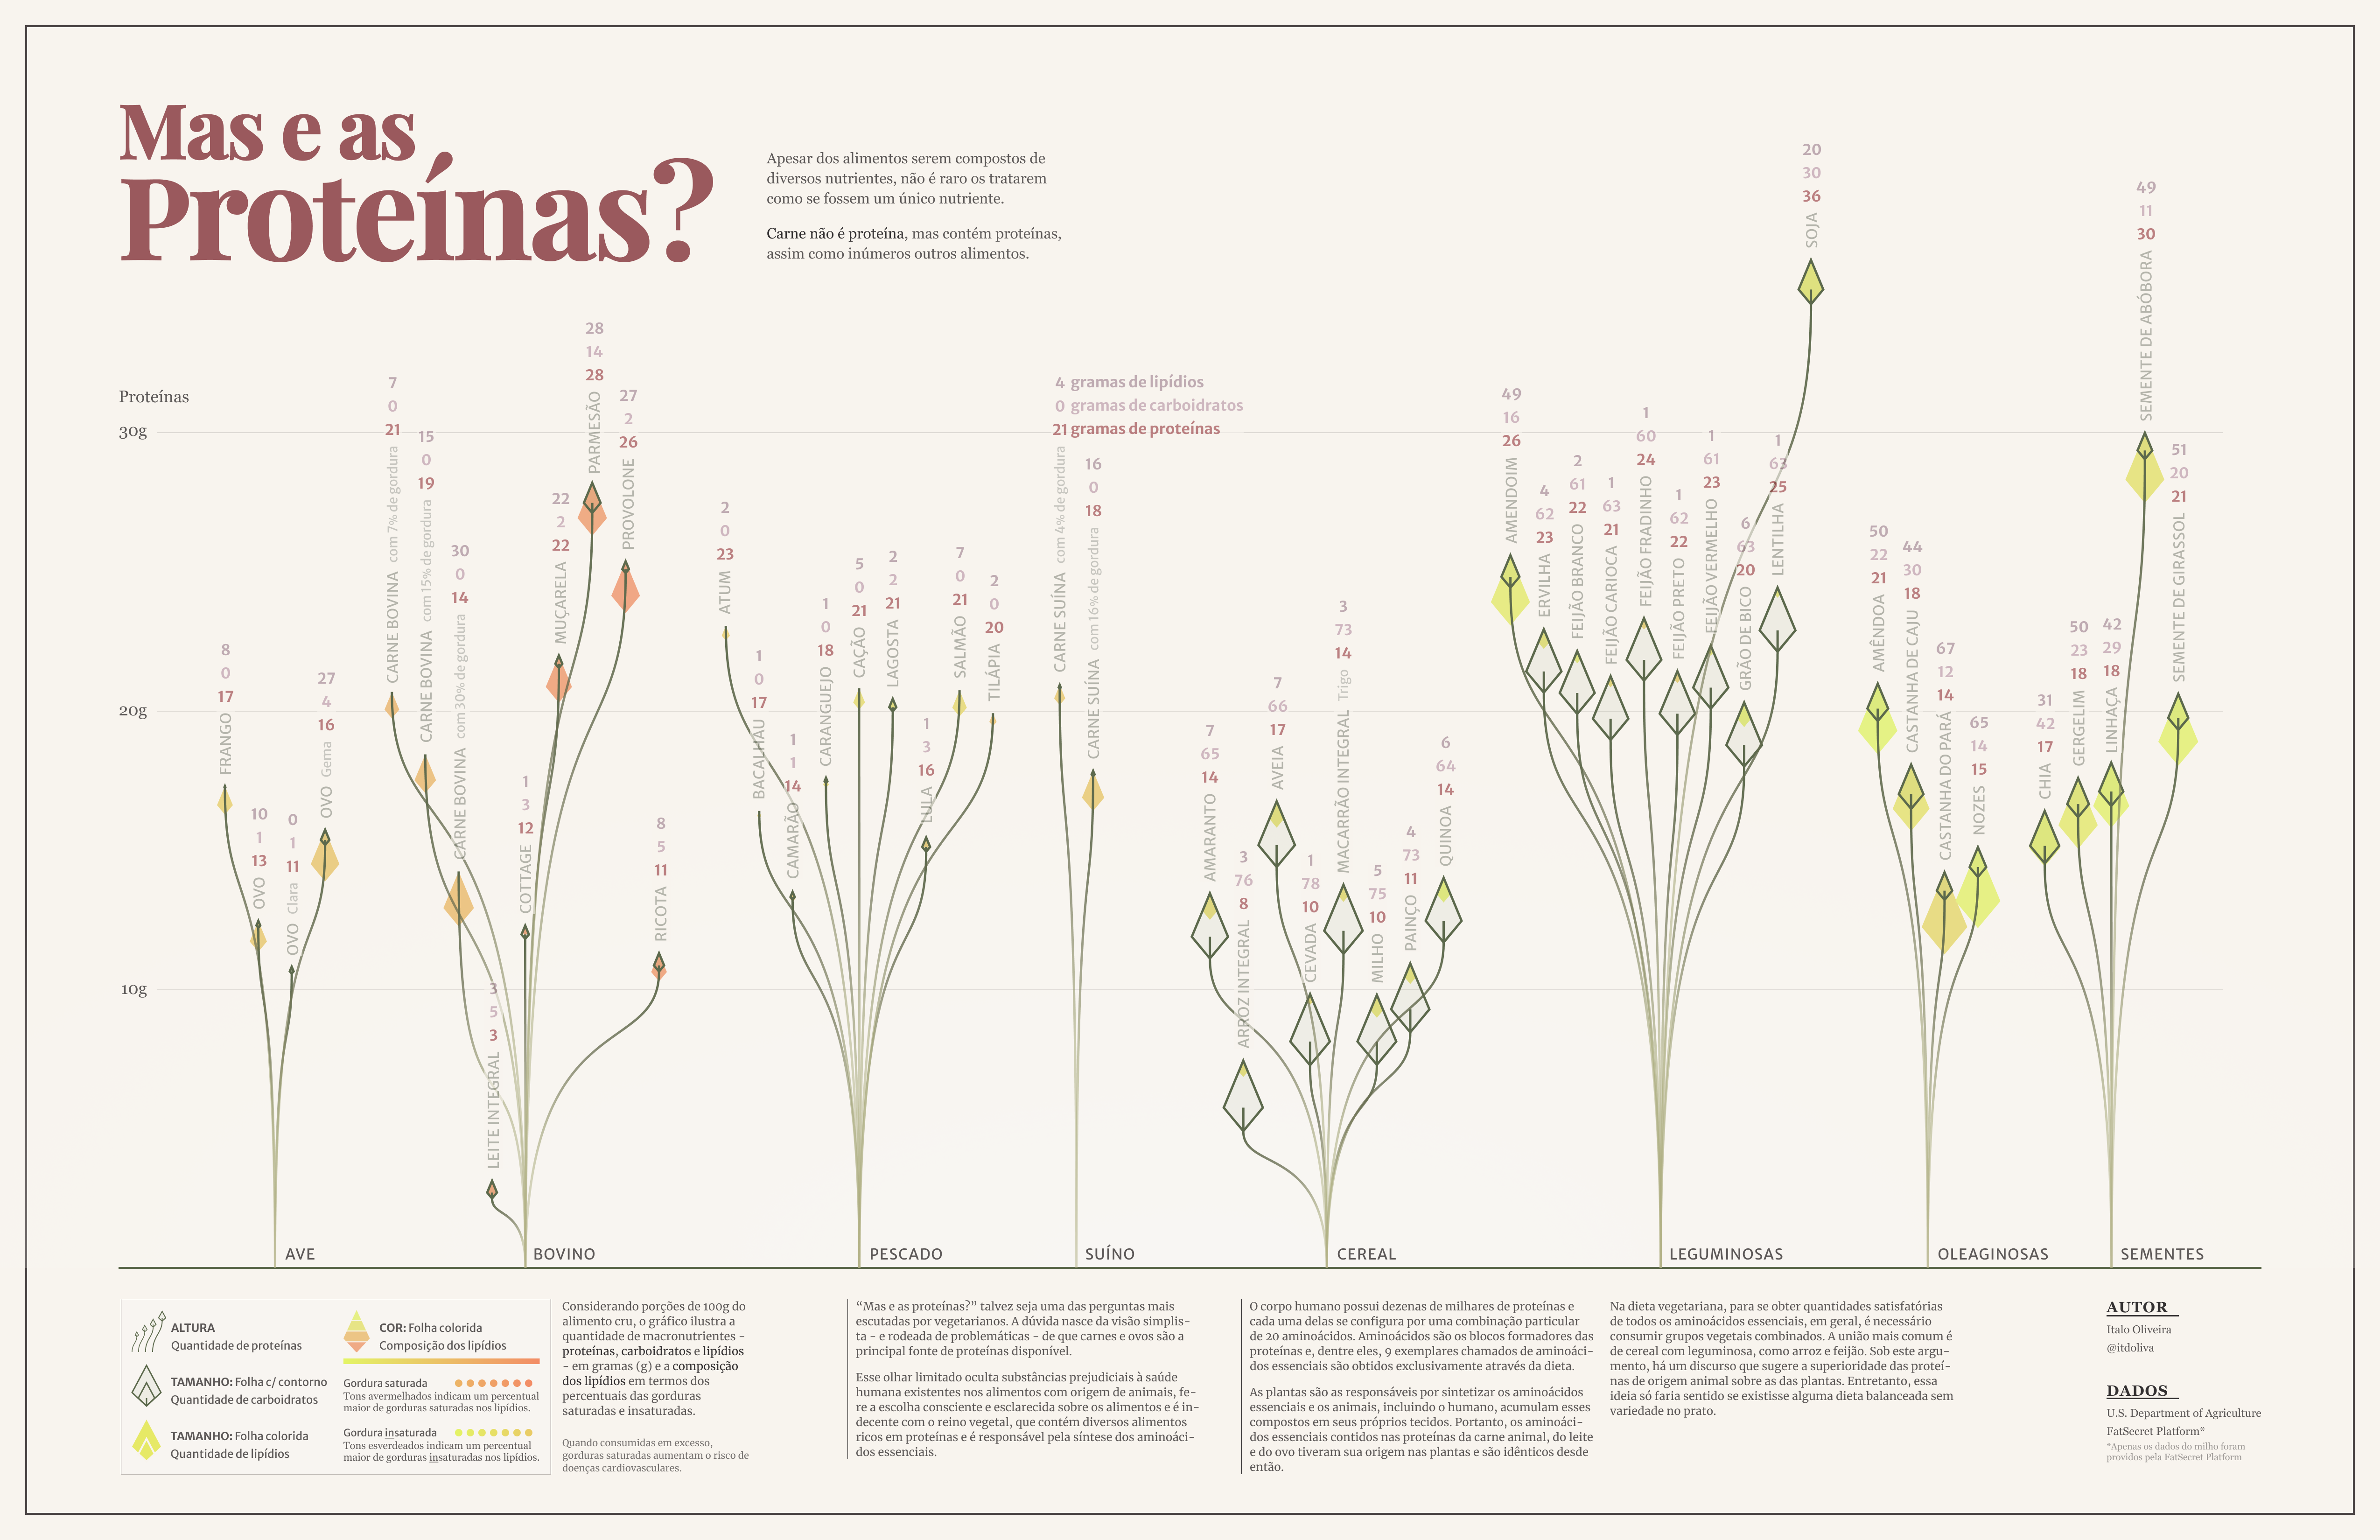 Mas e as
Proteínas?
Apesar dos alimentos serem compostos de
diversos nutrientes, não é raro os tratarem
como se fossem um único nutriente.
Carne não é proteína, mas contém proteínas,
assim como inúmeros outros alimentos.
Proteínas
30g
20g
10g
8
0
17
FRANGO
10
1
13
OVO
0
1
11
OVO Clara
27
4
16
OVO Gema
AVE
7
0
21
CARNE BOVINA com 7% de gordura
15
0
19
CARNE BOVINA com 15% de gordura
30
0
14
CARNE BOVINA com 30% de gordura
3
5
3
LEITE INTEGRAL
1
3
12
COTTAGE
22
2
22
MUÇARELA
28
14
28
PARMESÃO
27
2
26
PROVOLONE
8
5
11
RICOTA
BOVINO
2
0
23
ATUM
1
0
17
BACALHAU
1
1
14
CAMARÃO
1
0
18
CARANGUEJO
5
0
21
CAÇÃO
2
2
21
LAGOSTA
1
3
16
LULA
7
0
21
SALMÃO
2
0
20
TILÁPIA
PESCADO
4 gramas de lipídios
0 gramas de carboidratos
21 gramas de proteínas
CARNE SUÍNA com 4% de gordura
16
0
18
CARNE SUÍNA com 16% de gordura
SUÍNO
7
65
14
AMARANTO
3
76
8
ARROZ INTEGRAL
7
66
17
AVEIA
1
78
10
CEVADA
3
73
14
MACARRÃO INTEGRAL Trigo
5
75
10
MILHO
4
73
11
PAINÇO
6
64
14
QUINOA
CEREAL
49
16
26
AMENDOIM
4
62
23
ERVILHA
2
61
22
FEIJÃO BRANCO
1
63
21
FEIJÃO CARIOCA
1
60
24
FEIJÃO FRADINHO
1
62
22
FEIJÃO PRETO
1
61
23
FEIJÃO VERMELHO
6
63
20
GRÃO DE BICO
1
63
25
LENTILHA
20
30
36
SOJA
LEGUMINOSAS
50
22
21
AMÊNDOA
44
30
18
CASTANHA DE CAJU
67
12
14
CASTANHA DO PARÁ
65
14
15
NOZES
OLEAGINOSAS
31
42
17
CHIA
50
23
18
GERGELIM
42
29
18
LINHAÇA
49
11
30
SEMENTE DE ABÓBORA
51
20
21
SEMENTE DE GIRASSOL
SEMENTES
ALTURA
Quantidade de proteínas
TAMANHO: Folha c/ contorno
Quantidade de carboidratos
TAMANHO: Folha colorida
Quantidade de lipídios
COR: Folha colorida
Composição dos lipídios
Gordura saturada
Tons avermelhados indicam um percentual
maior de gorduras saturadas nos lipídios.
Gordura insaturada
Tons esverdeados indicam um percentual
maior de gorduras insaturadas nos lipídios.
Considerando porções de 100g do
alimento cru, o gráfico ilustra a
quantidade de macronutrientes -
proteínas, carboidratos e lipídios
- em gramas (g) e a composição
dos lipídios em termos dos
percentuais das gorduras
saturadas e insaturadas.
Quando consumidas em excesso,
gorduras saturadas aumentam o risco de
doenças cardiovasculares.
“Mas e as proteínas?” talvez seja uma das perguntas mais
escutadas por vegetarianos. A dúvida nasce da visão simplis-
ta - e rodeada de problemáticas - de que carnes e ovos são a
principal fonte de proteínas disponível.
Esse olhar limitado oculta substâncias prejudiciais à saúde
humana existentes nos alimentos com origem de animais, fe-
re a escolha consciente e esclarecida sobre os alimentos e é in-
decente com o reino vegetal, que contém diversos alimentos
ricos em proteínas e é responsável pela síntese dos aminoáci-
dos essenciais.
O corpo humano possui dezenas de milhares de proteínas e
cada uma delas se configura por uma combinação particular
de 20 aminoácidos. Aminoácidos são os blocos formadores das
proteínas e, dentre eles, 9 exemplares chamados de aminoáci-
dos essenciais são obtidos exclusivamente através da dieta.
As plantas são as responsáveis por sintetizar os aminoácidos
essenciais e os animais, incluindo o humano, acumulam esses
compostos em seus próprios tecidos. Portanto, os aminoáci-
dos essenciais contidos nas proteínas da carne animal, do leite
e do ovo tiveram sua origem nas plantas e são idênticos desde
então.
Na dieta vegetariana, para se obter quantidades satisfatórias
de todos os aminoácidos essenciais, em geral, é necessário
consumir grupos vegetais combinados. A união mais comum é
de cereal com leguminosa, como arroz e feijão. Sob este argu-
mento, há um discurso que sugere a superioridade das proteí-
nas de origem animal sobre as das plantas. Entretanto, essa
ideia só faria sentido se existisse alguma dieta balanceada sem
variedade no prato.
AUTOR
Italo Oliveira
@itdoliva
DADOS
U.S. Department of Agriculture
FatSecret Platform*
*Apenas os dados do milho foram
providos pela FatSecret Platform